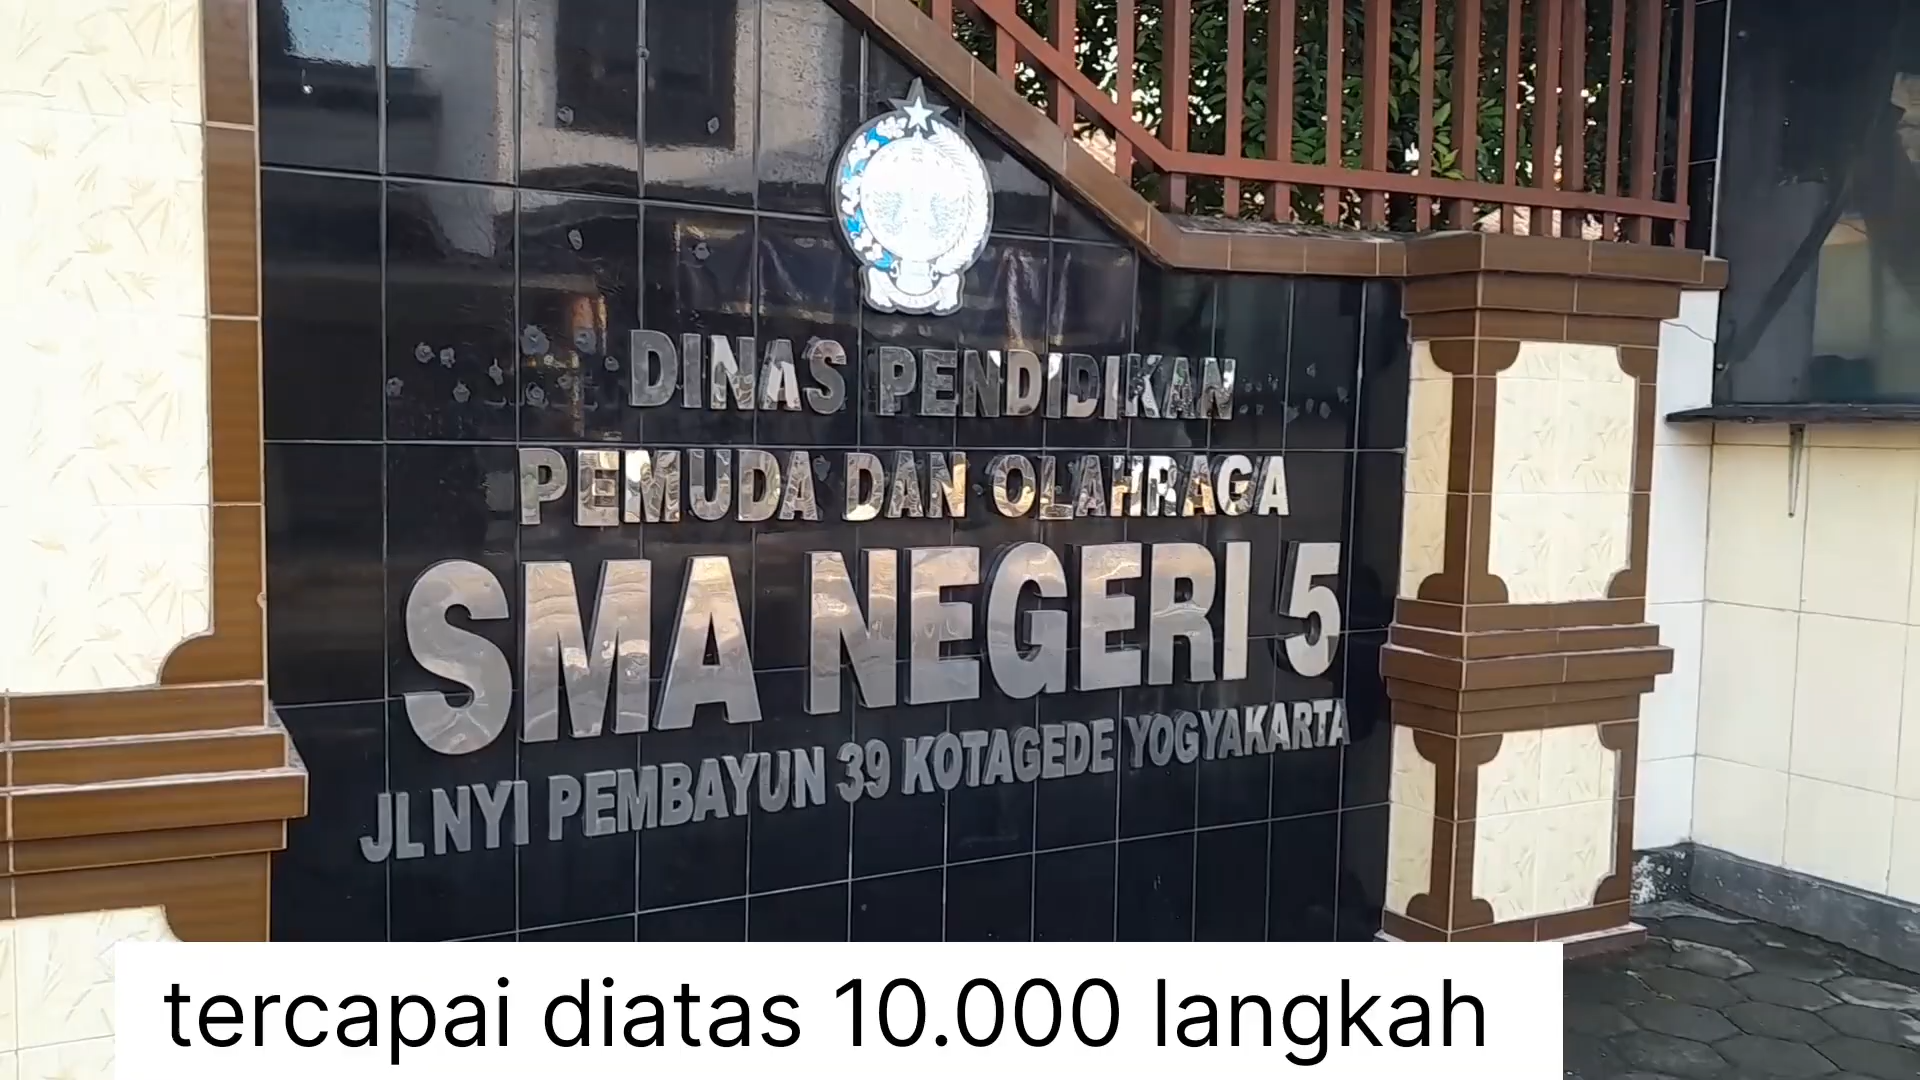 DINAS PENDIDIKAN
PEMUDA DAN OLAHRAGA
SMA NEGERI 5
JL NYI PEMBAYUN 39 KOTAGEDE YOGYAKARTA
tercapai diatas 10.000 langkah